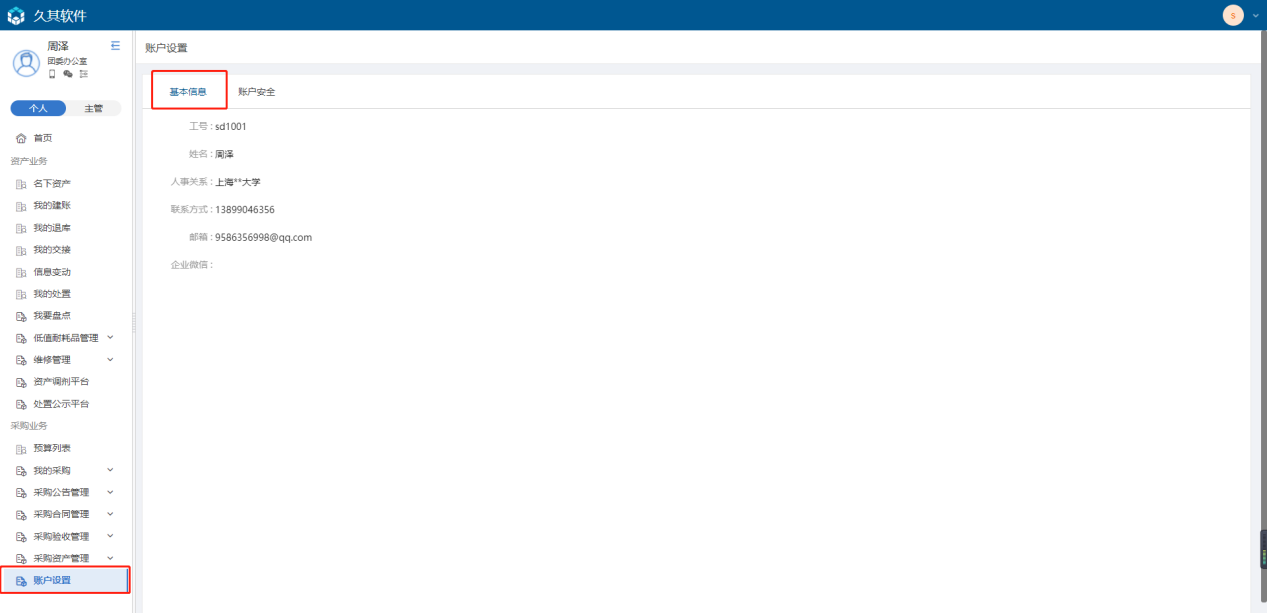 久其软件
S
周泽
团委办公室
个人 主管
首页
资产业务
名下资产
我的建账
我的退库
我的交接
信息变动
我的处置
我要盘点
低值耐耗品管理
维修管理
资产调剂平台
处置公示平台
采购业务
预算列表
我的采购
采购公告管理
采购合同管理
采购验收管理
采购资产管理
账户设置
账户设置
基本信息 账户安全
工号 : sd1001
姓名 : 周泽
人事关系 : 上海**大学
联系方式 : 13899046356
邮箱 : 9586356998@qq.com
企业微信 :